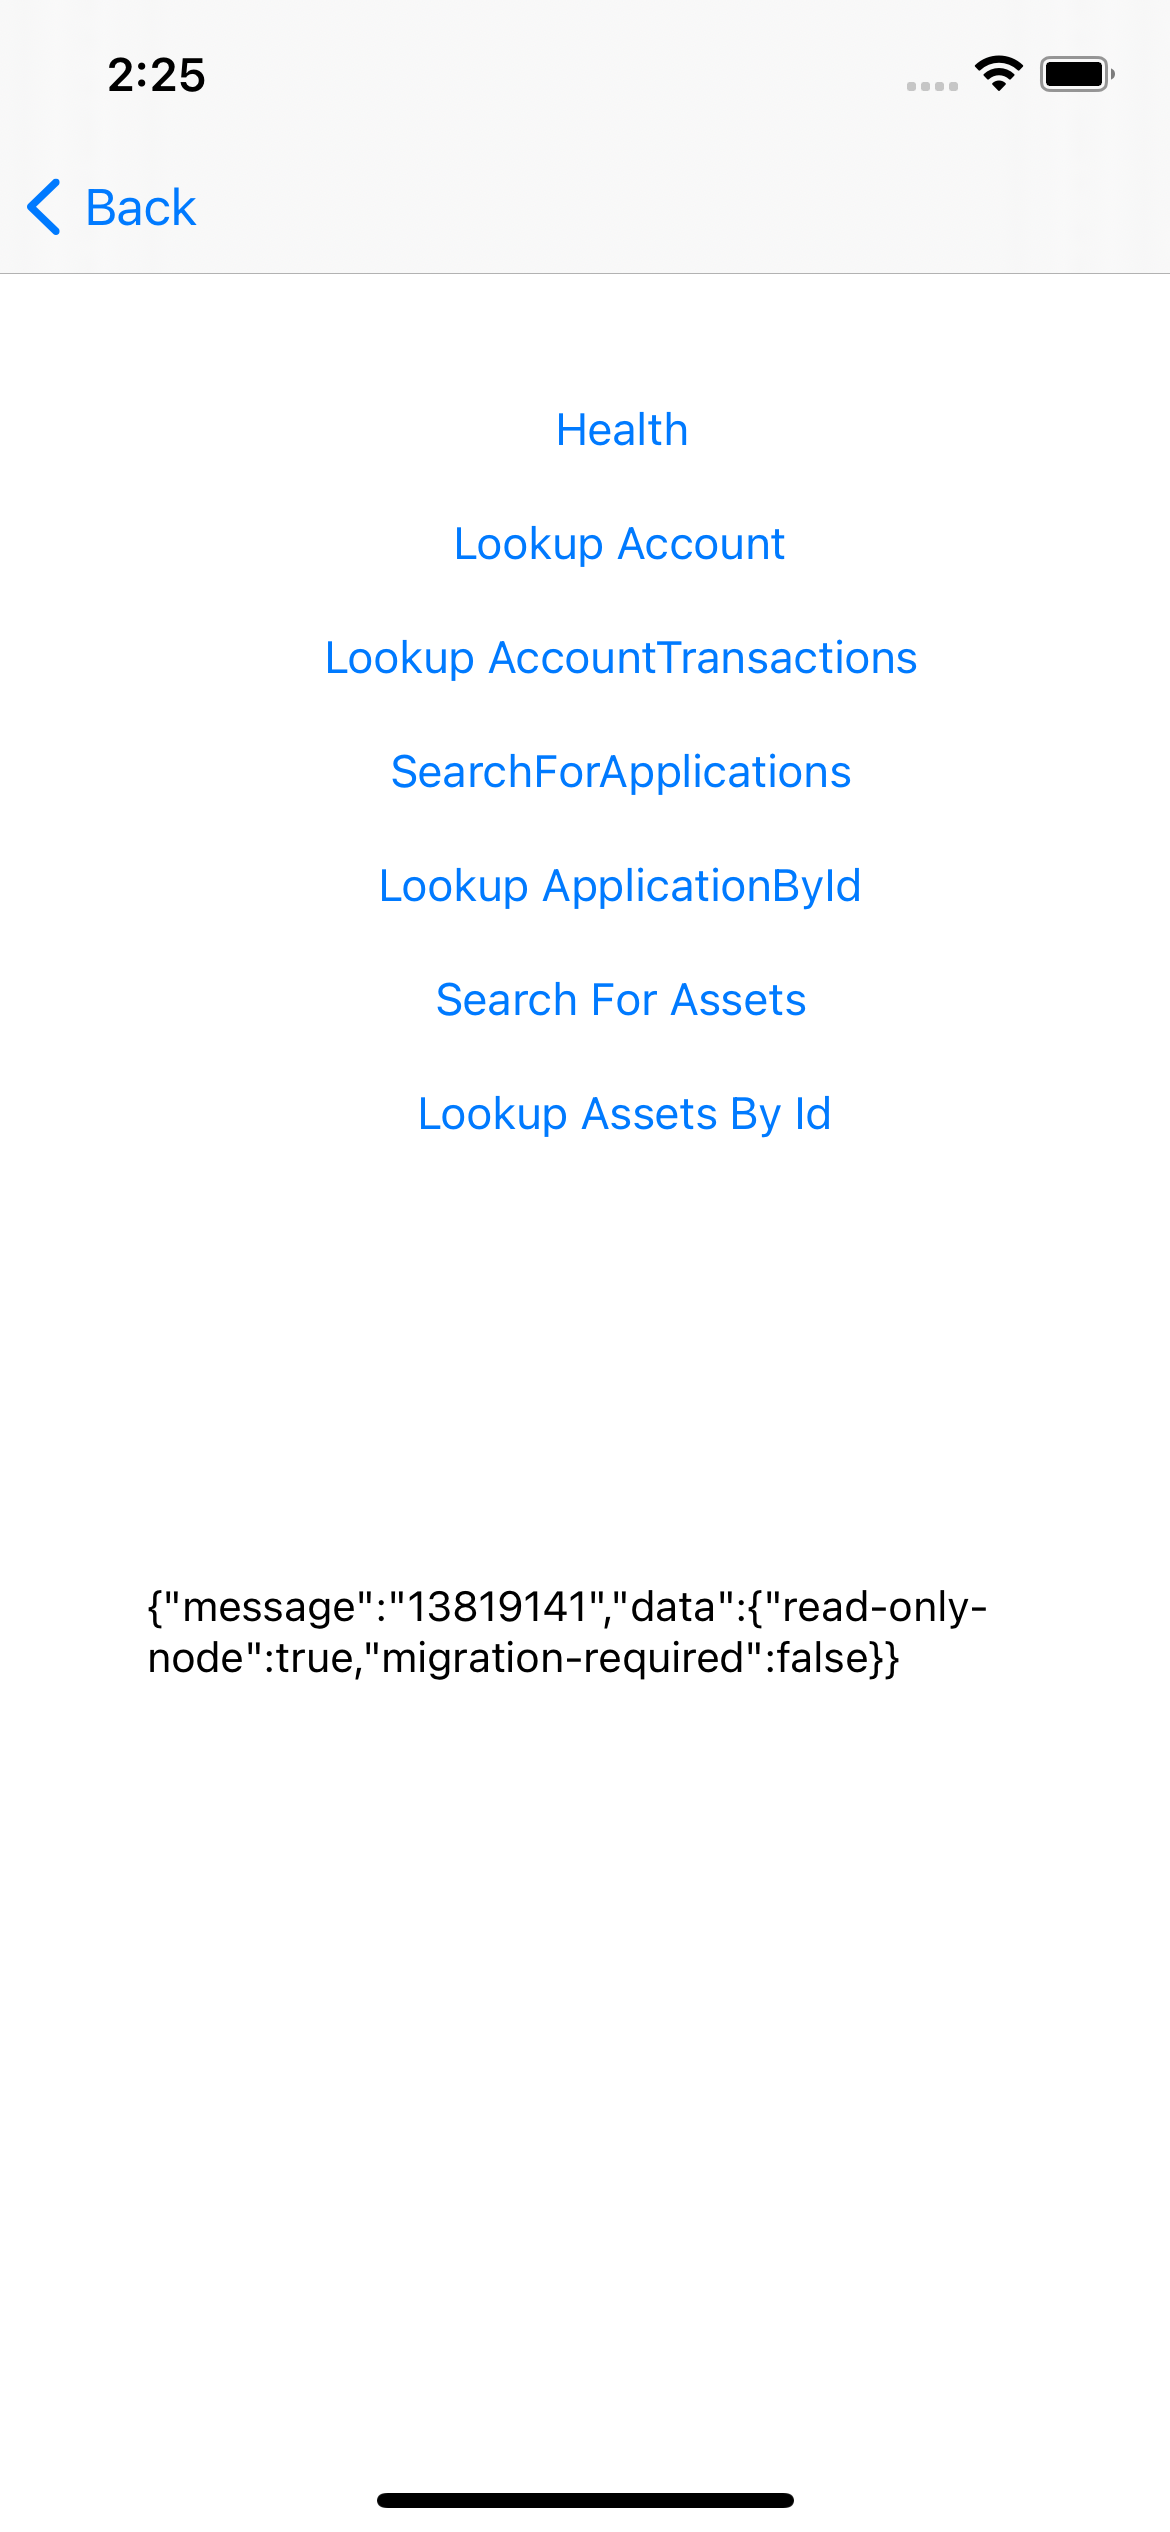 2:25
Back
Health
Lookup Account
Lookup AccountTransactions
SearchForApplications
Lookup ApplicationById
Search For Assets
Lookup Assets By Id
{"message":"13819141","data":{"read-only-
node":true,"migration-required":false}}